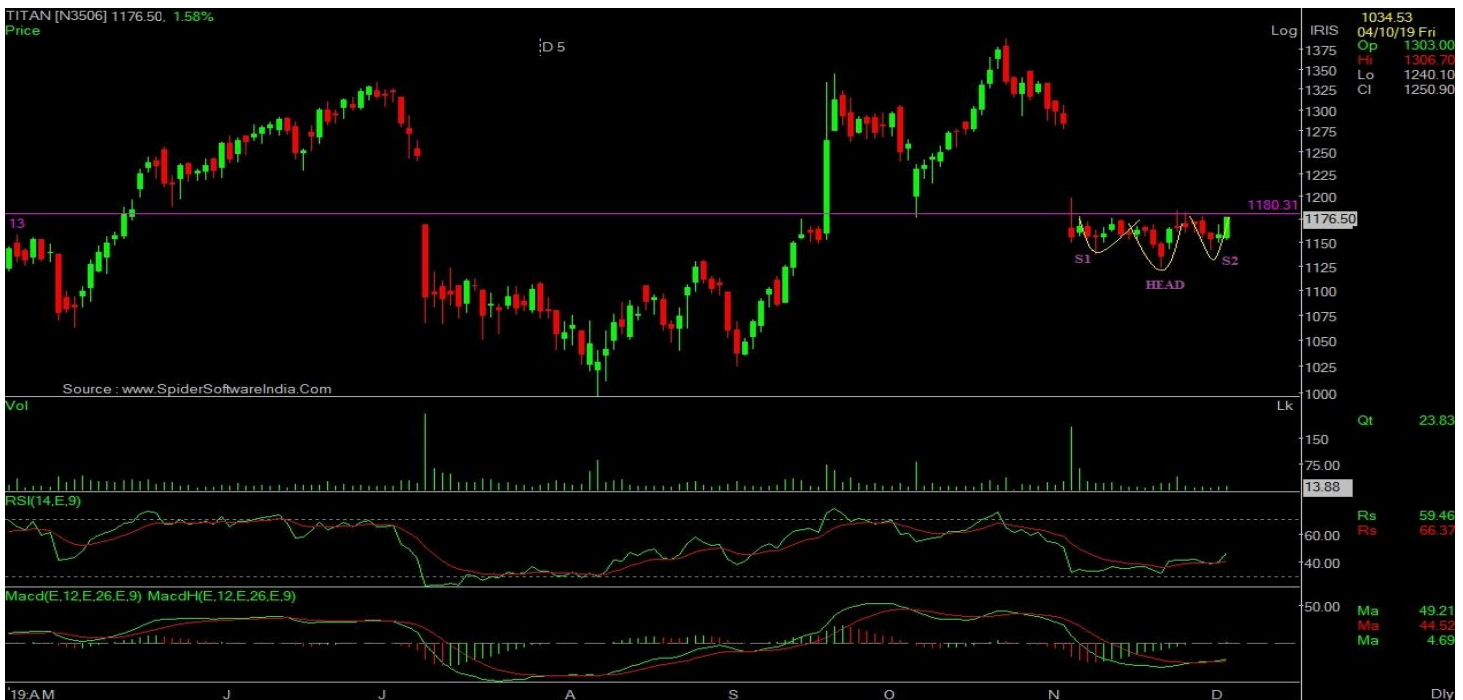 TITAN [N3506] 1176.50, 1.58%
Price
D 5
Log
IRIS
1034.53
04/10/19 Fri
Op 1303.00
Hi 1306.70
Lo 1240.10
Cl 1250.90
1375
1350
1325
1300
1275
1250
1225
1200
1180.31
1176.50
13
1150
1125
1100
1075
1050
1025
1000
S1
HEAD
S2
Source : www.SpiderSoftwareIndia.Com
Vol
Lk
Qt 23.83
150
75.00
13.88
RSI(14,E,9)
60.00
40.00
Rs 59.46
Rs 66.37
Macd(E,12,E,26,E,9) MacdH(E,12,E,26,E,9)
50.00
Ma 49.21
Ma 44.52
Ma 4.69
'19:A M J J A S O N D Dly